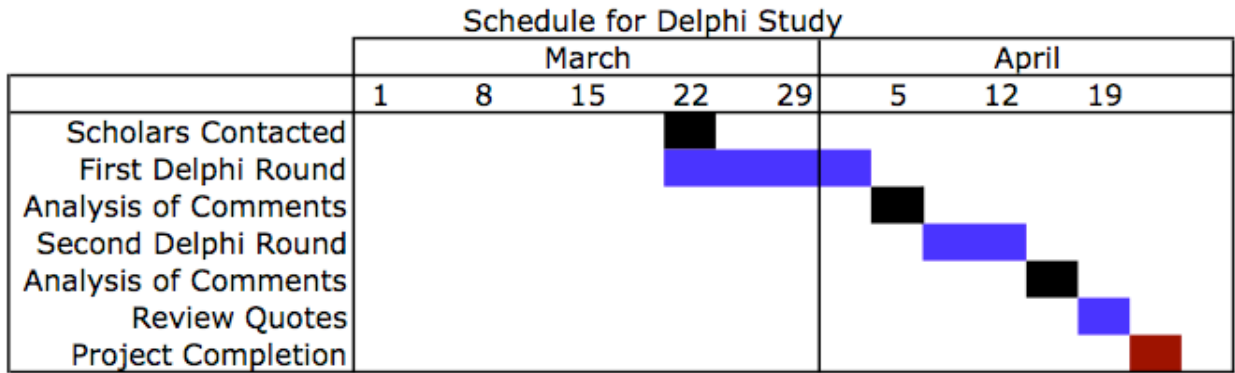 Schedule for Delphi Study
March April
1 8 15 22 29 5 12 19
Scholars Contacted
First Delphi Round
Analysis of Comments
Second Delphi Round
Analysis of Comments
Review Quotes
Project Completion